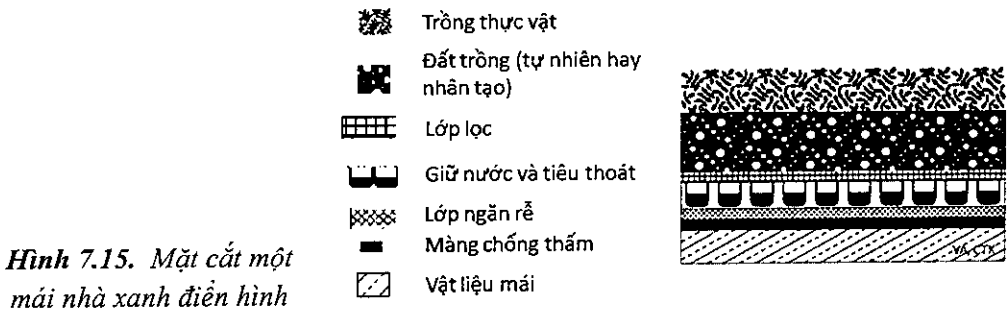 Trồng thực vật
Đất trồng (tự nhiên hay
nhân tạo)
Lớp lọc
Giữ nước và tiêu thoát
Lớp ngăn rễ
Màng chống thấm
Vật liệu mái
Hình 7.15. Mặt cắt một
mái nhà xanh điển hình